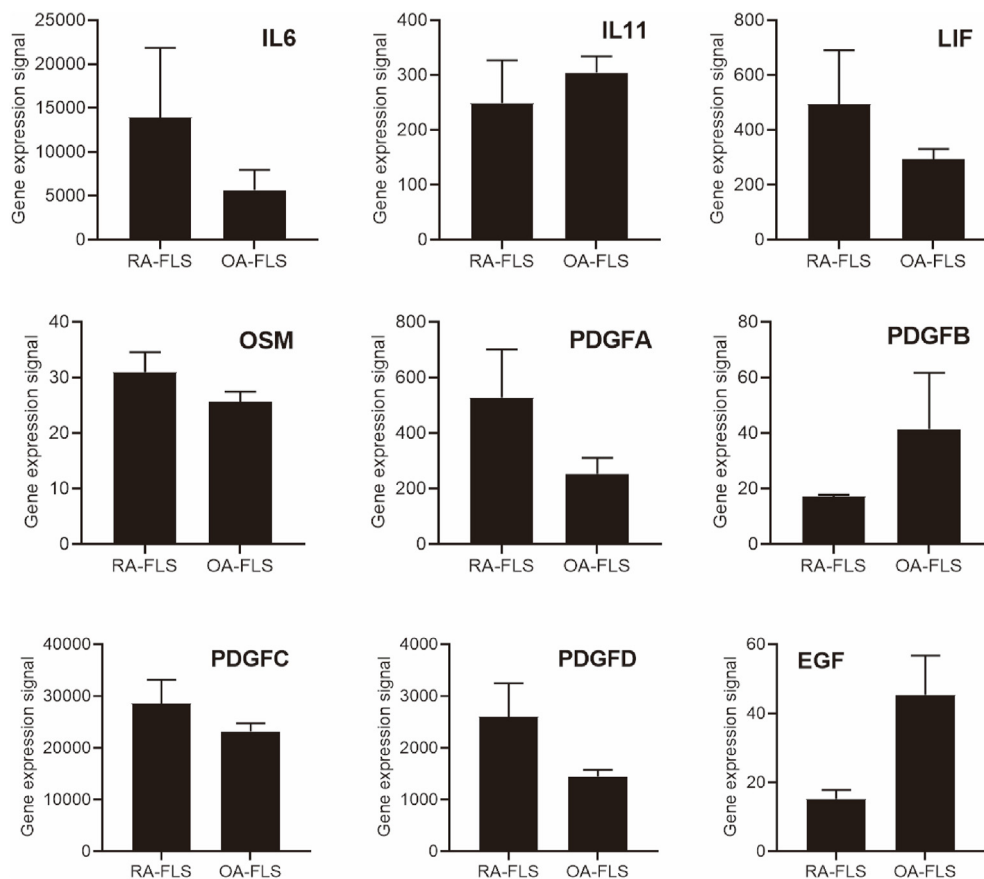 IL6
Gene expression signal
25000
20000
15000
10000
5000
0
RA-FLS OA-FLS
IL11
Gene expression signal
400
300
200
100
0
RA-FLS OA-FLS
LIF
Gene expression signal
800
600
400
200
0
RA-FLS OA-FLS
OSM
Gene expression signal
40
30
20
10
0
RA-FLS OA-FLS
PDGFA
Gene expression signal
800
600
400
200
0
RA-FLS OA-FLS
PDGFB
Gene expression signal
80
60
40
20
0
RA-FLS OA-FLS
PDGFC
Gene expression signal
40000
30000
20000
10000
0
RA-FLS OA-FLS
PDGFD
Gene expression signal
4000
3000
2000
1000
0
RA-FLS OA-FLS
EGF
Gene expression signal
60
40
20
0
RA-FLS OA-FLS